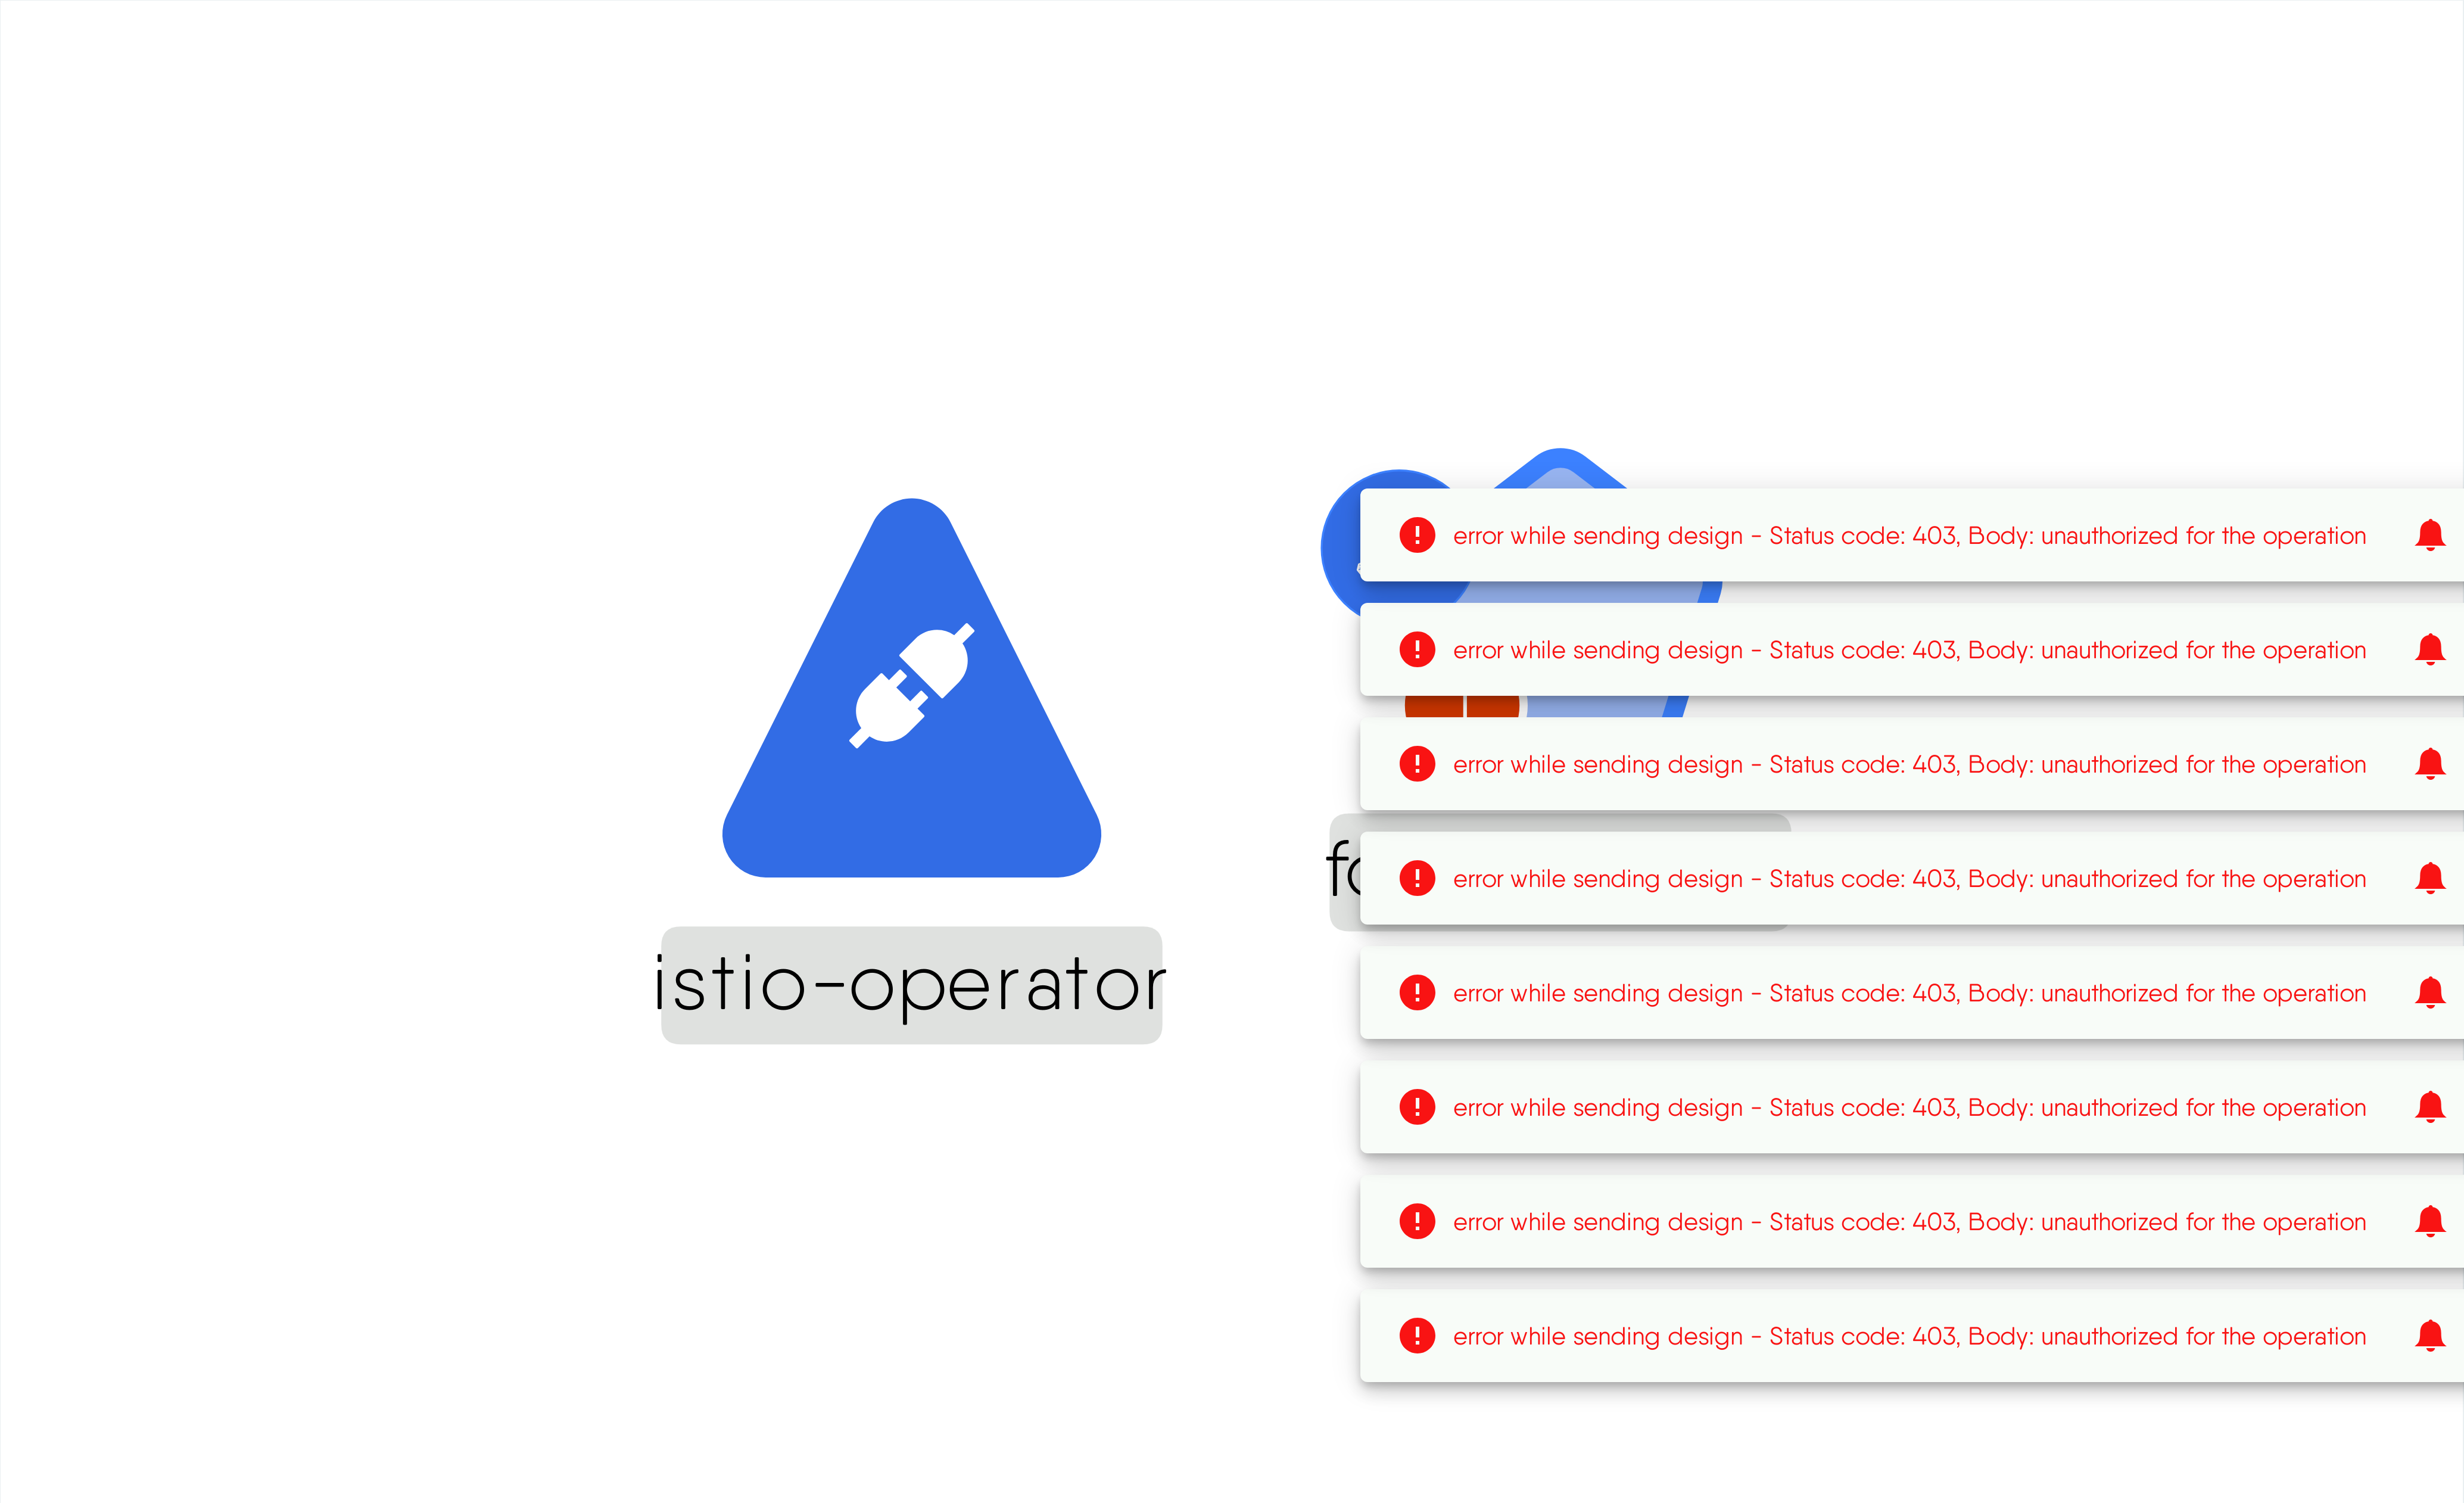 error while sending design - Status code: 403, Body: unauthorized for the operation
error while sending design - Status code: 403, Body: unauthorized for the operation
error while sending design - Status code: 403, Body: unauthorized for the operation
error while sending design - Status code: 403, Body: unauthorized for the operation
istio-operator
error while sending design - Status code: 403, Body: unauthorized for the operation
error while sending design - Status code: 403, Body: unauthorized for the operation
error while sending design - Status code: 403, Body: unauthorized for the operation
error while sending design - Status code: 403, Body: unauthorized for the operation